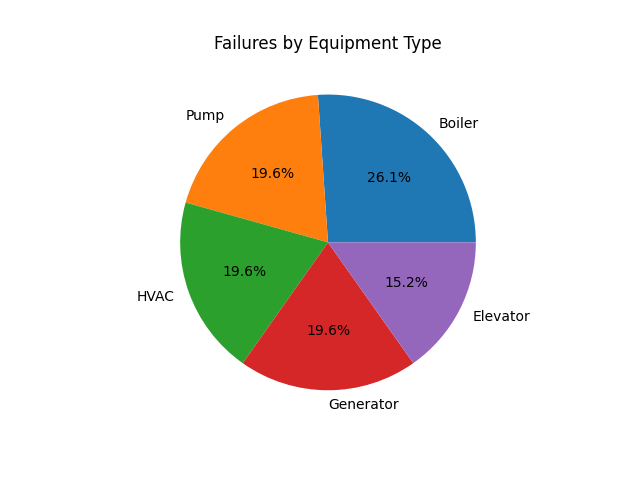 Failures by Equipment Type
Boiler
26.1%
Pump
19.6%
HVAC
19.6%
Generator
19.6%
Elevator
15.2%